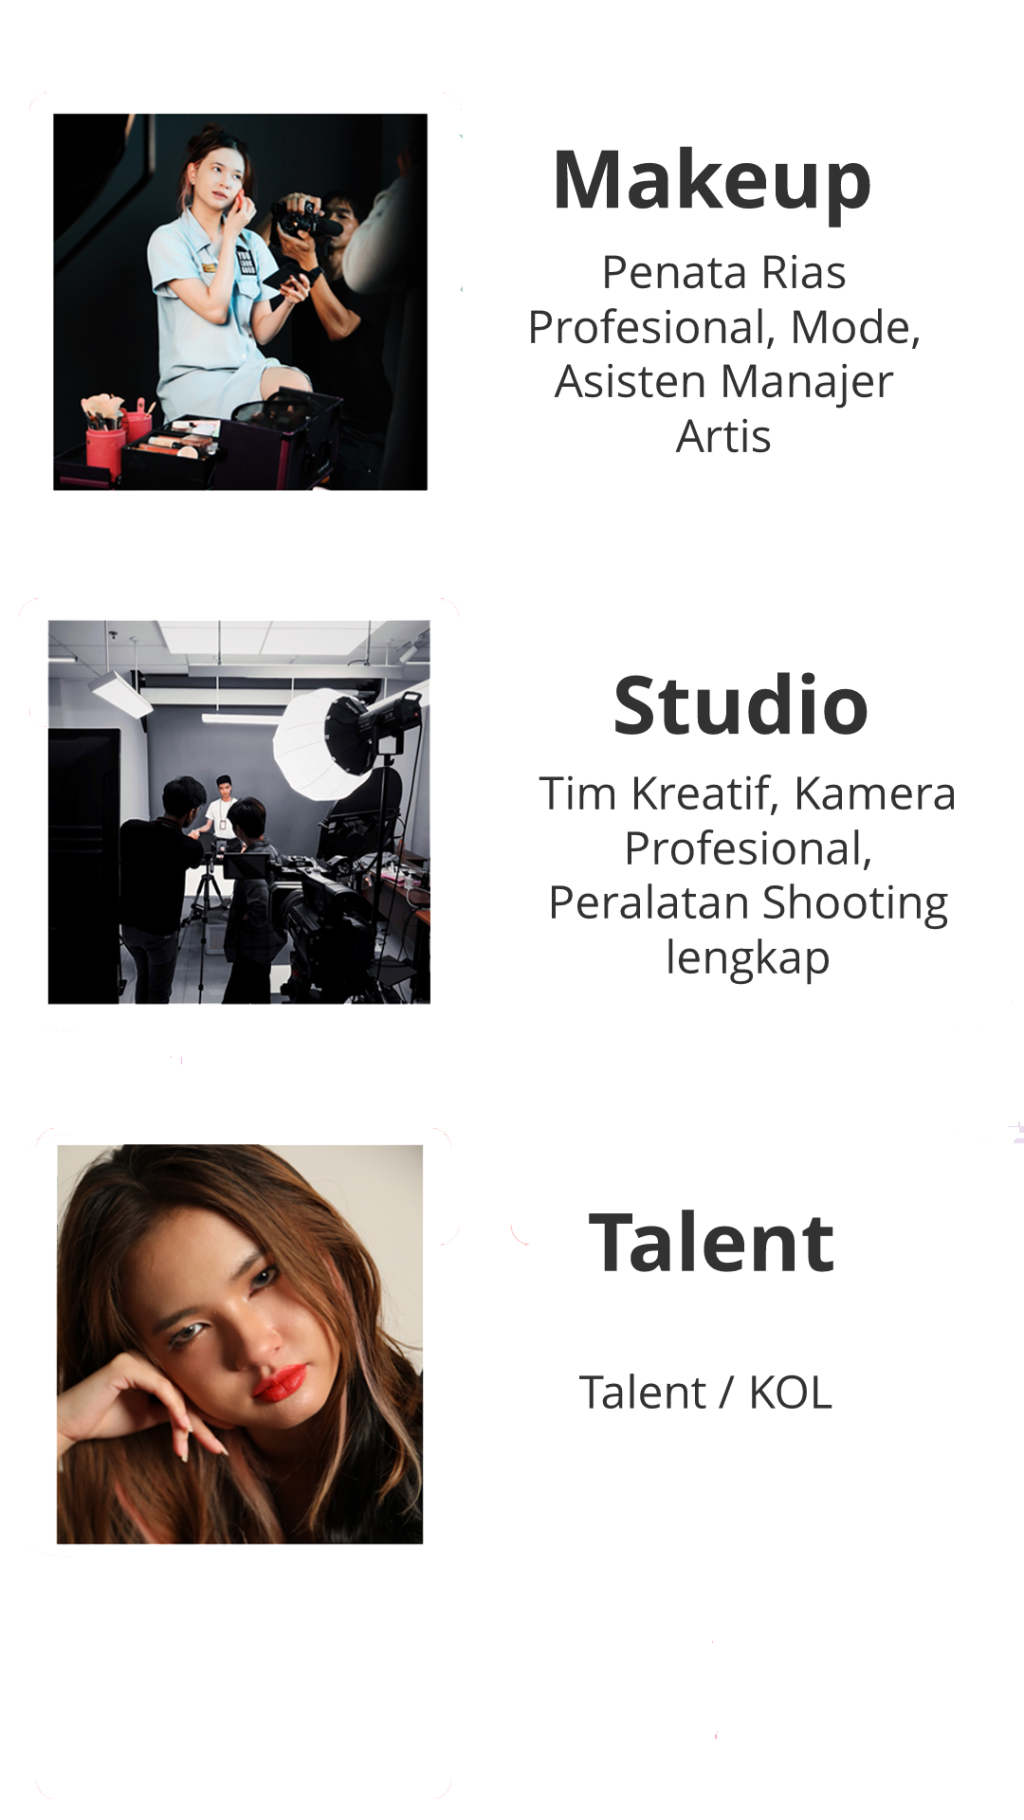 Makeup
Penata Rias
Profesional, Mode,
Asisten Manajer
Artis
Studio
Tim Kreatif, Kamera
Profesional,
Peralatan Shooting
lengkap
Talent
Talent / KOL